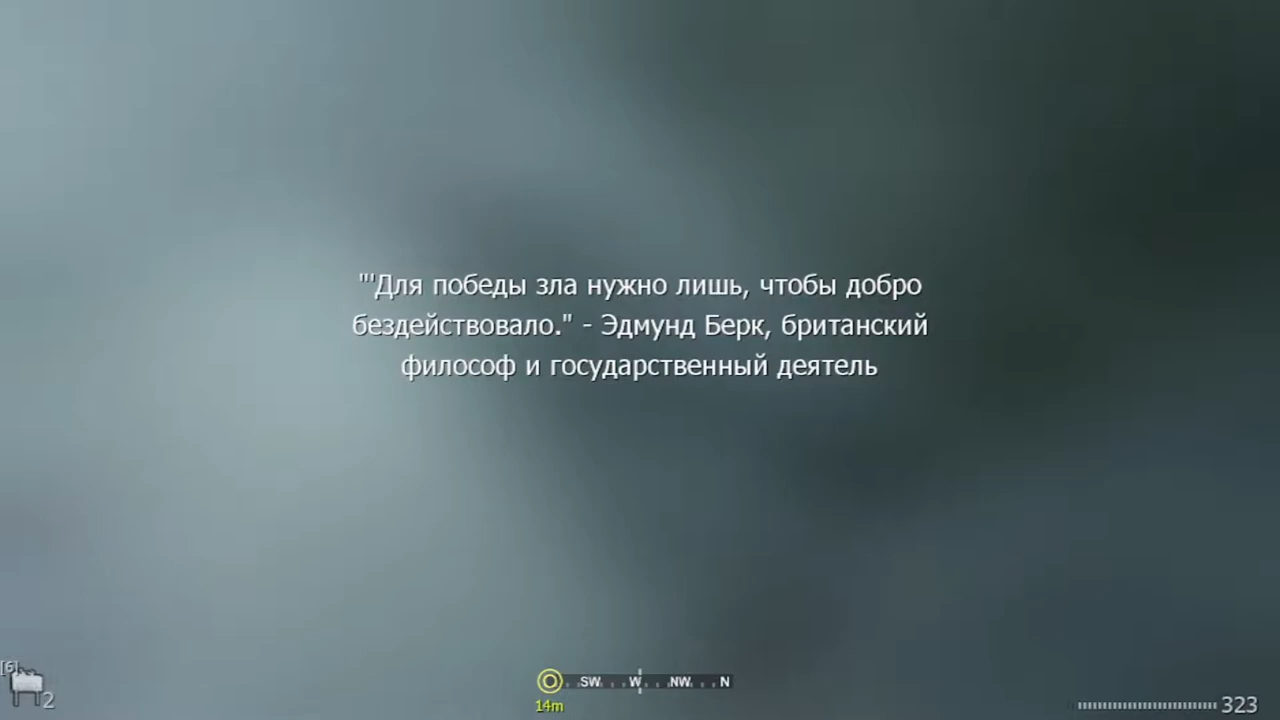 "'Для победы зла нужно лишь, чтобы добро
бездействовало." - Эдмунд Берк, британский
философ и государственный деятель
[6]
2
SW W NW N
14m
323